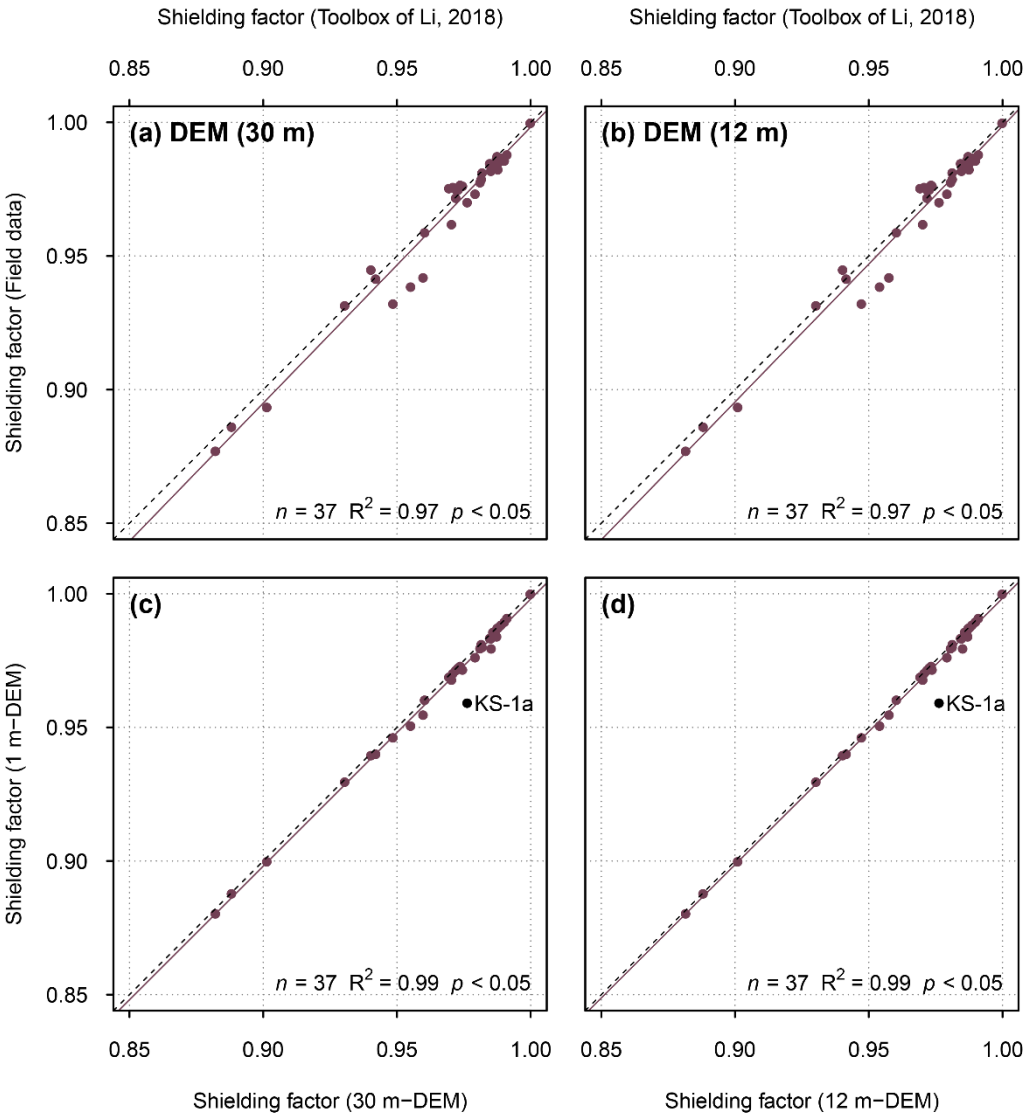 Shielding factor (Toolbox of Li, 2018) Shielding factor (Toolbox of Li, 2018)
0.85 0.90 0.95 1.00 0.85 0.90 0.95 1.00
(a) DEM (30 m) (b) DEM (12 m)
1.00
0.95
0.90
0.85
Shielding factor (Field data)
n = 37 R² = 0.97 p < 0.05 n = 37 R² = 0.97 p < 0.05
(c) (d)
1.00
0.95
0.90
0.85
Shielding factor (1 m−DEM)
KS-1a KS-1a
n = 37 R² = 0.99 p < 0.05 n = 37 R² = 0.99 p < 0.05
0.85 0.90 0.95 1.00 0.85 0.90 0.95 1.00
Shielding factor (30 m−DEM) Shielding factor (12 m−DEM)